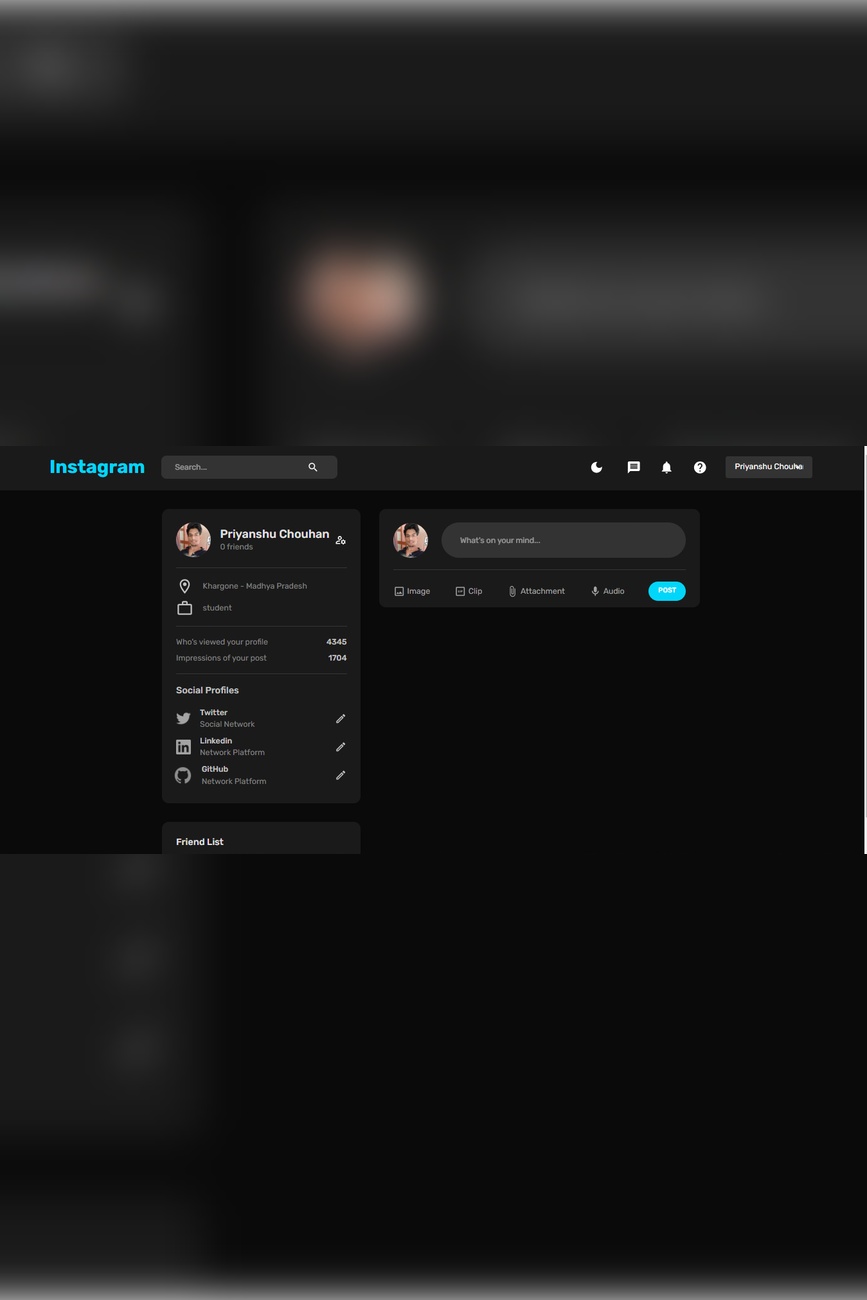 Instagram
Search...
Priyanshu Chouhan
0 friends
Khargone - Madhya Pradesh
student
Who's viewed your profile 4345
Impressions of your post 1704
Social Profiles
Twitter
Social Network
Linkedin
Network Platform
GitHub
Network Platform
Friend List
What's on your mind...
Image Clip Attachment Audio POST
Priyanshu